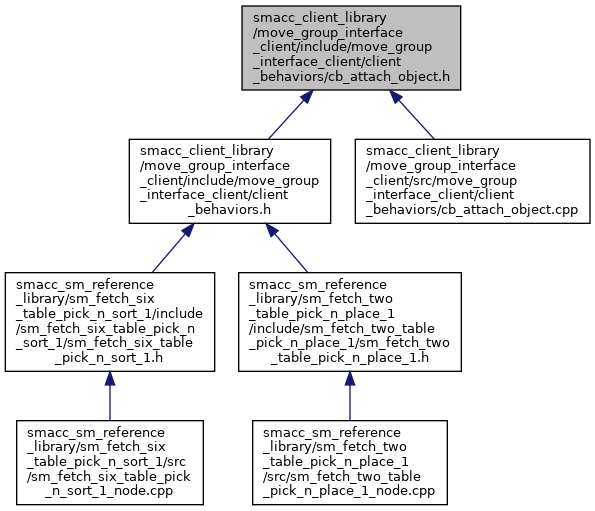 smacc_client_library
/move_group_interface
_client/include/move_group
_interface_client/client
_behaviors/cb_attach_object.h
smacc_client_library
/move_group_interface
_client/include/move_group
_interface_client/client
_behaviors.h
smacc_client_library
/move_group_interface
_client/src/move_group
_interface_client/client
_behaviors/cb_attach_object.cpp
smacc_sm_reference
_library/sm_fetch_six
_table_pick_n_sort_1/include
/sm_fetch_six_table_pick_n
_sort_1/sm_fetch_six_table
_pick_n_sort_1.h
smacc_sm_reference
_library/sm_fetch_two
_table_pick_n_place_1
/include/sm_fetch_two_table
_pick_n_place_1/sm_fetch_two
_table_pick_n_place_1.h
smacc_sm_reference
_library/sm_fetch_six
_table_pick_n_sort_1/src
/sm_fetch_six_table_pick
_n_sort_1_node.cpp
smacc_sm_reference
_library/sm_fetch_two
_table_pick_n_place_1
/src/sm_fetch_two_table
_pick_n_place_1_node.cpp